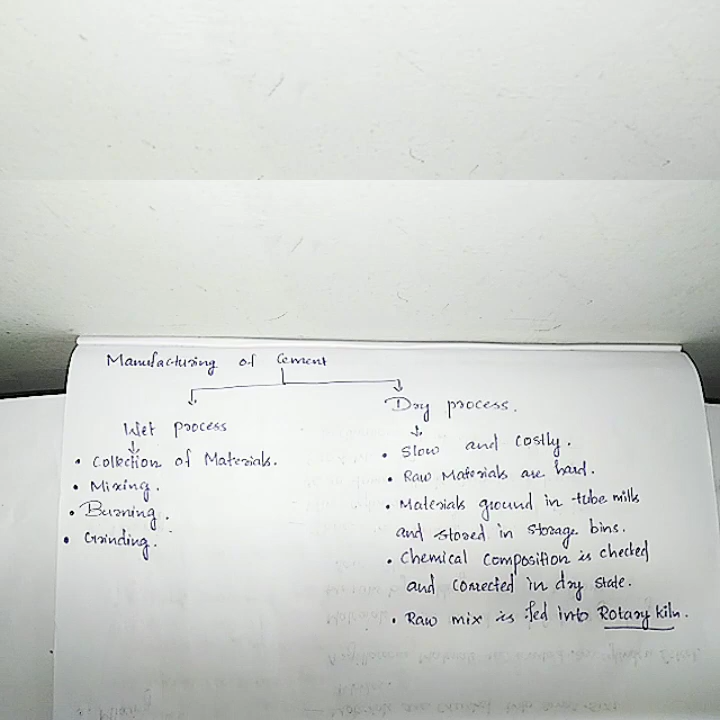 Manufacturing of Cement
Wet process
• Collection of Materials.
• Mixing.
• Burning.
• Grinding.
Dry process.
• Slow and costly.
• Raw Materials are hard.
• Materials ground in tube mills
and stored in storage bins.
• Chemical Composition is checked
and corrected in dry state.
• Raw mix is fed into Rotary kiln.